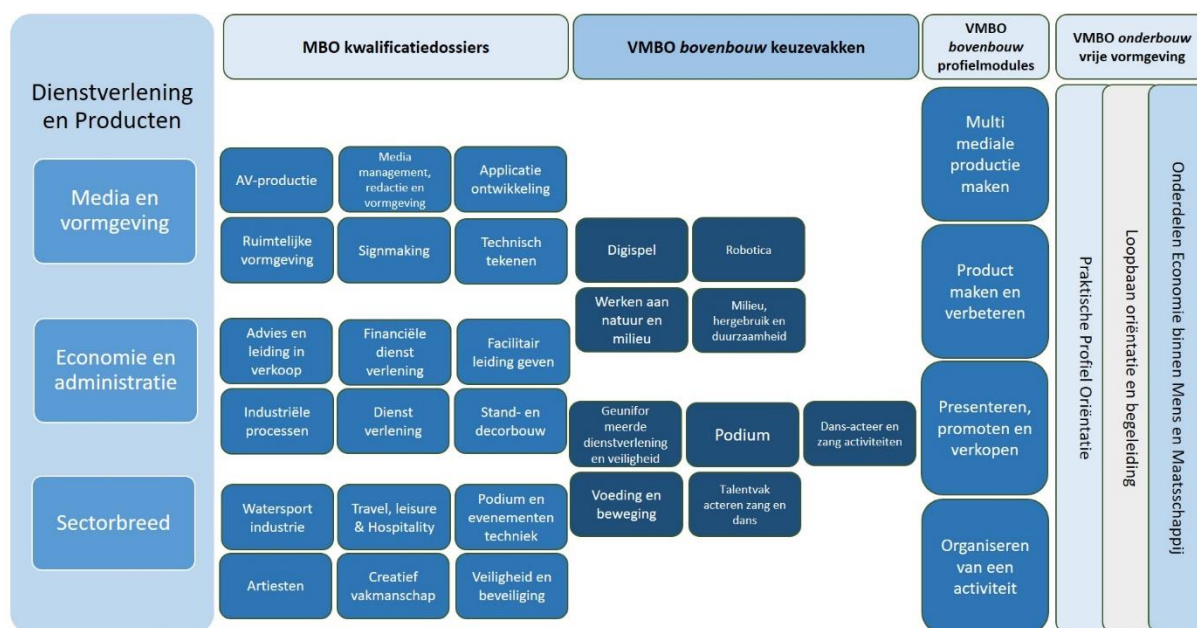 MBO kwalificatiedossiers
VMBO bovenbouw keuzevakken
VMBO
bovenbouw
profielmodules
VMBO onderbouw
vrije vormgeving
Dienstverlening
en Producten
Media en
vormgeving
Economie en
administratie
Sectorbreed
AV-productie
Media
management,
redactie en
vormgeving
Applicatie
ontwikkeling
Ruimtelijke
vormgeving
Signmaking
Technisch
tekenen
Advies en
leiding in
verkoop
Financiële
dienst
verlening
Facilitair
leiding geven
Industriële
processen
Dienst
verlening
Stand- en
decorbouw
Watersport
industrie
Travel, leisure
& Hospitality
Podium en
evenementen
techniek
Artiesten
Creatief
vakmanschap
Veiligheid en
beveiliging
Digispel
Robotica
Werken aan
natuur en
milieu
Milieu,
hergebruik en
duurzaamheid
Geunifor
meerde
dienstverlening
en veiligheid
Podium
Dans-acteer en
zang activiteiten
Voeding en
beweging
Talentvak
acteren zang en
dans
Multi
mediale
productie
maken
Product
maken en
verbeteren
Presenteren,
promoten en
verkopen
Organiseren
van een
activiteit
Praktische Profiel Oriëntatie
Loopbaan oriëntatie en begeleiding
Onderdelen Economie binnen Mens en Maatsschappij